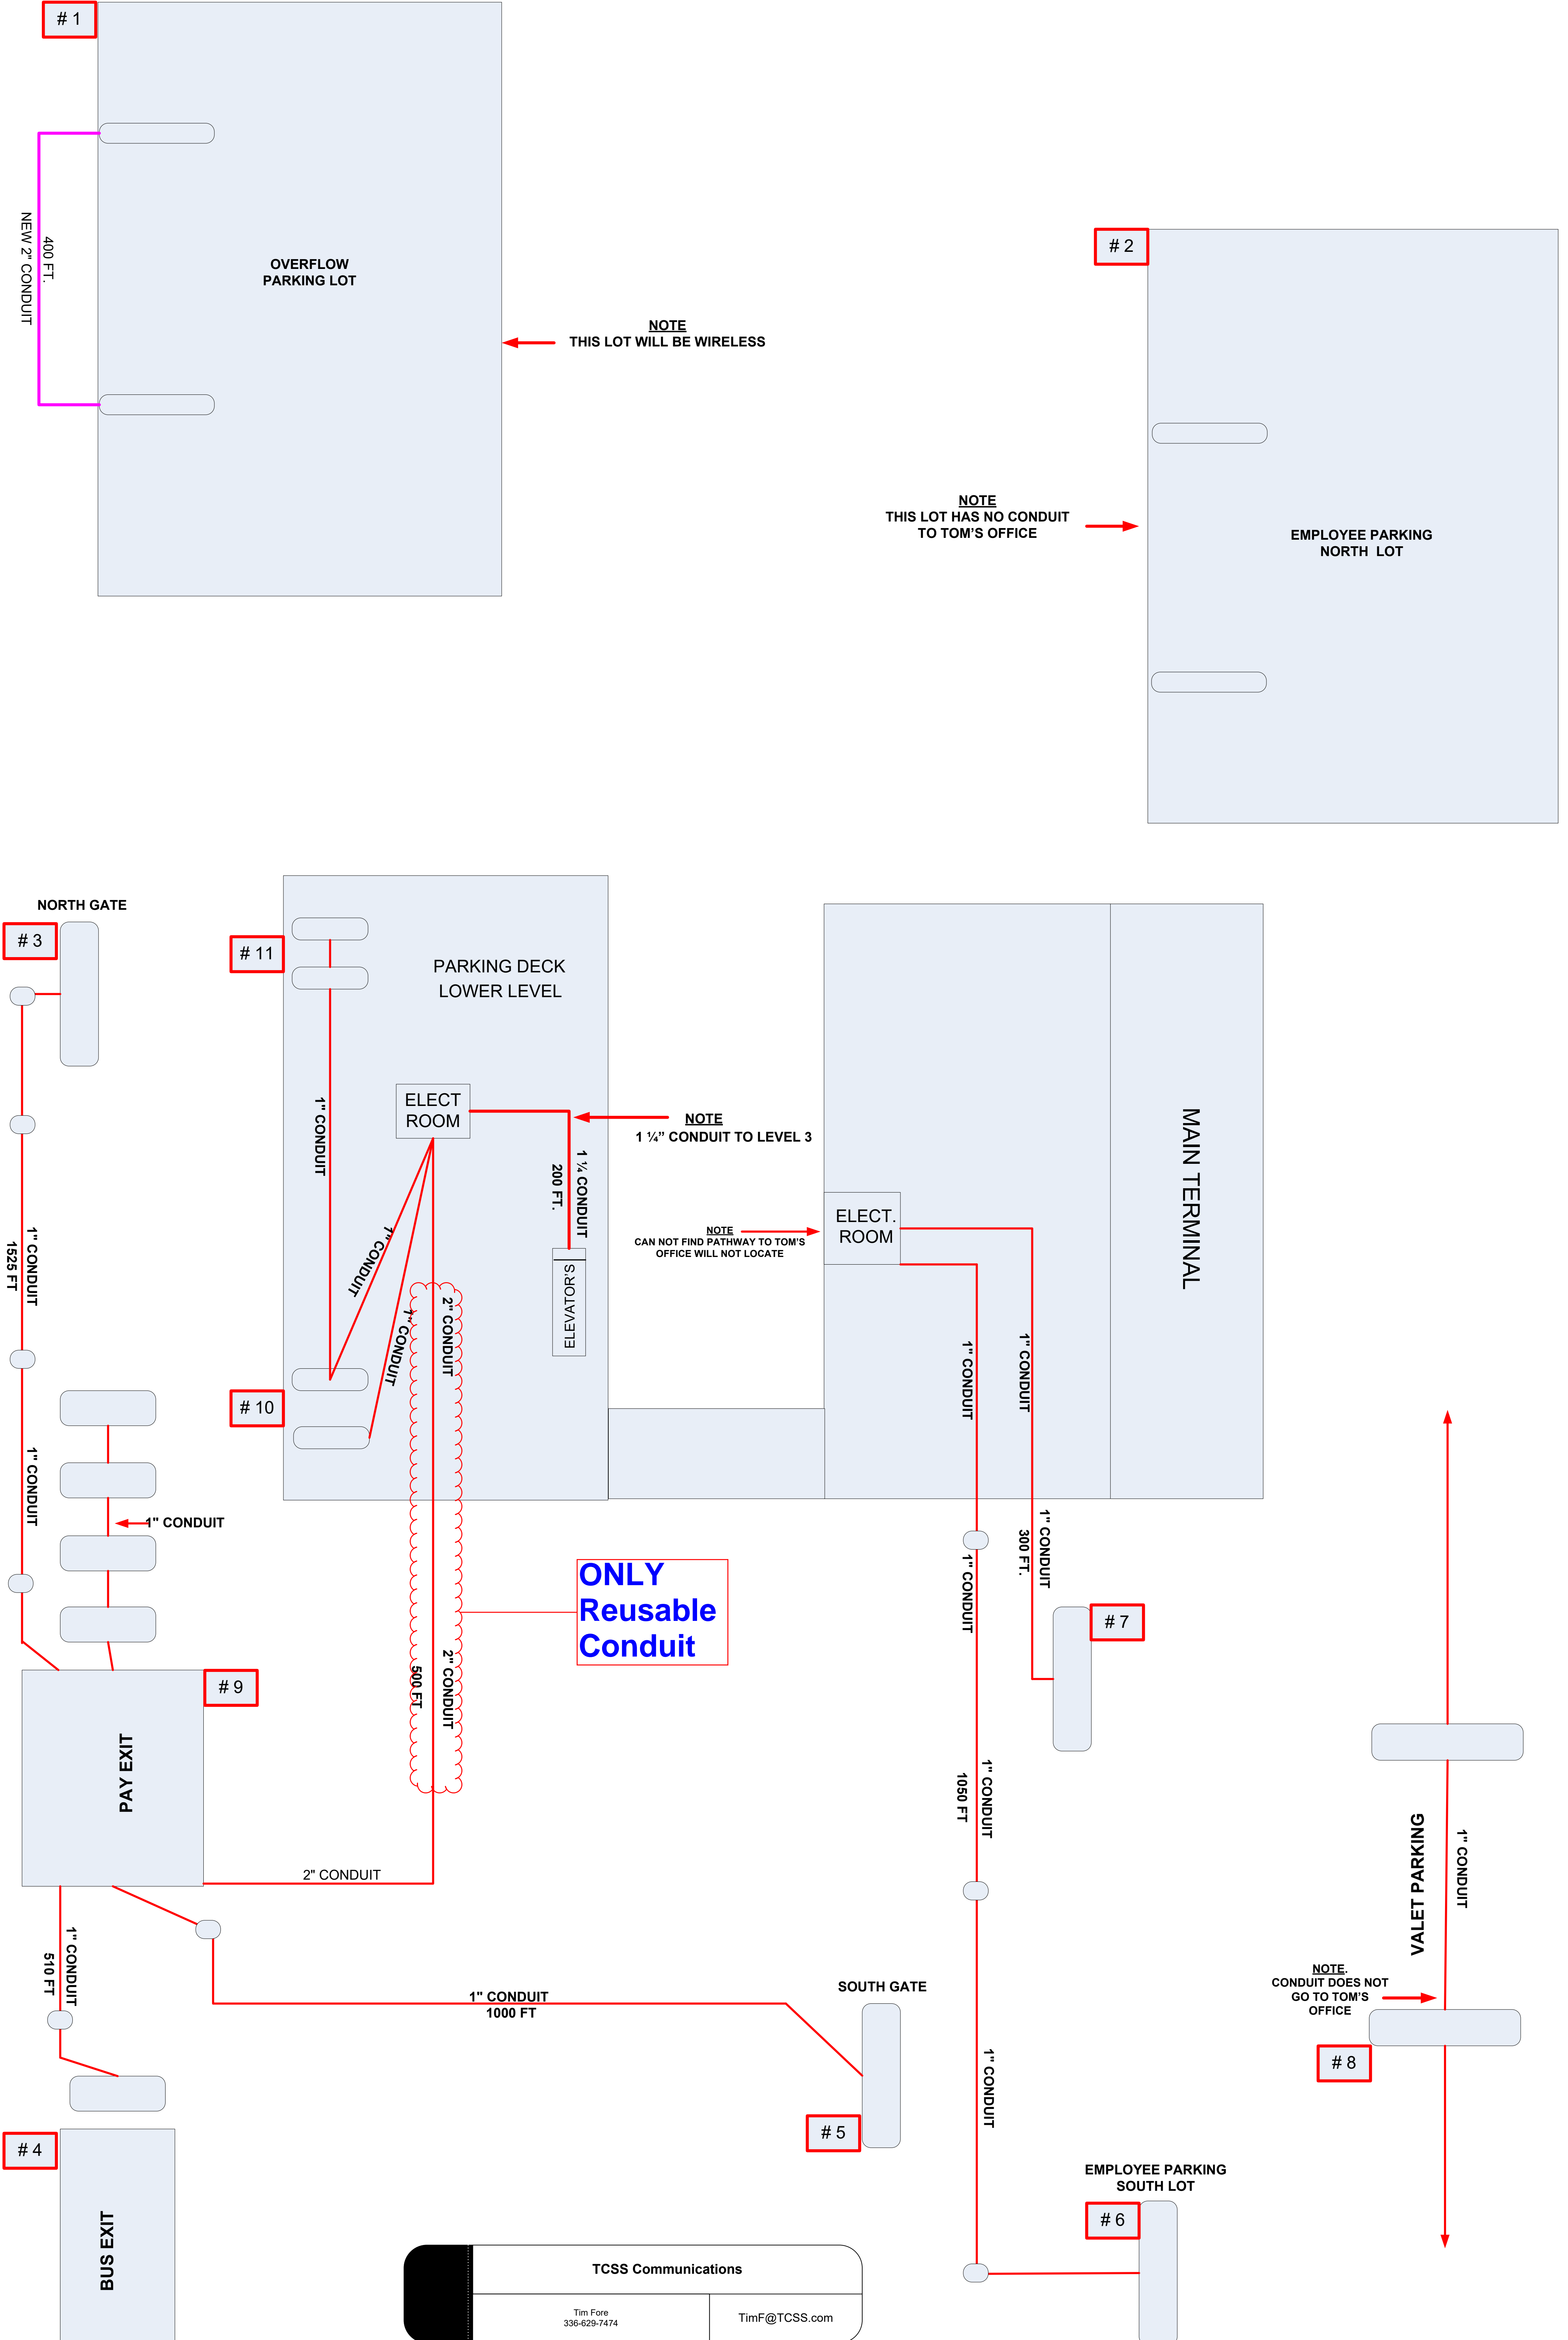 # 1
400 FT.
NEW 2" CONDUIT
OVERFLOW
PARKING LOT
NOTE
THIS LOT WILL BE WIRELESS
# 2
NOTE
THIS LOT HAS NO CONDUIT
TO TOM'S OFFICE
EMPLOYEE PARKING
NORTH LOT
NORTH GATE
# 3
1" CONDUIT
1525 FT
1" CONDUIT
# 11
PARKING DECK
LOWER LEVEL
1" CONDUIT
ELECT
ROOM
NOTE
1 ¼” CONDUIT TO LEVEL 3
1 ¼ CONDUIT
200 FT.
ELEVATOR'S
1" CONDUIT
1" CONDUIT
2" CONDUIT
# 10
NOTE
CAN NOT FIND PATHWAY TO TOM'S
OFFICE WILL NOT LOCATE
ELECT.
ROOM
MAIN TERMINAL
1" CONDUIT
1" CONDUIT
1" CONDUIT
ONLY
Reusable
Conduit
2" CONDUIT
500 FT
1" CONDUIT
1" CONDUIT
300 FT.
# 7
# 9
PAY EXIT
2" CONDUIT
1" CONDUIT
1050 FT
1" CONDUIT
VALET PARKING
1" CONDUIT
NOTE.
CONDUIT DOES NOT
GO TO TOM'S
OFFICE
# 8
1" CONDUIT
510 FT
1" CONDUIT
1000 FT
SOUTH GATE
# 5
# 4
BUS EXIT
EMPLOYEE PARKING
SOUTH LOT
# 6
TCSS Communications
Tim Fore
336-629-7474
TimF@TCSS.com